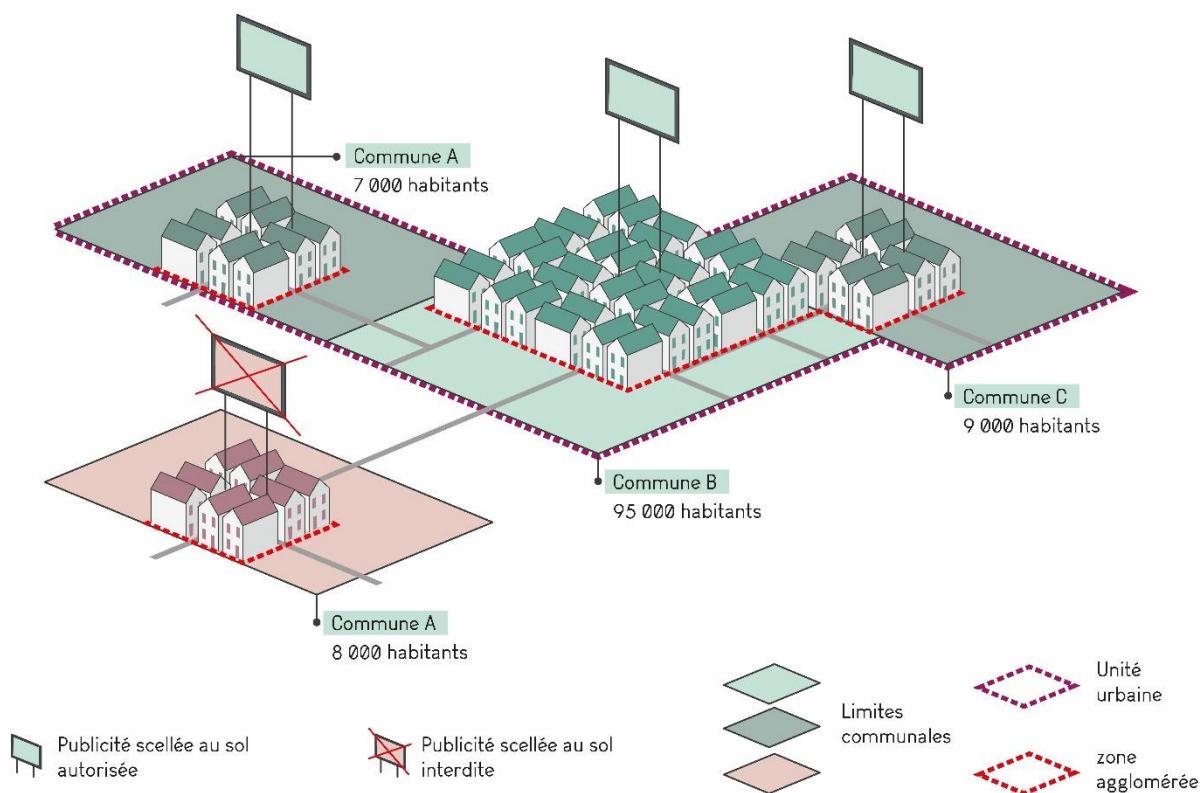 Commune A
7 000 habitants
Commune C
9 000 habitants
Commune B
95 000 habitants
Commune A
8 000 habitants
Publicité scellée au sol
autorisée
Publicité scellée au sol
interdite
Limites
communales
Unité
urbaine
zone
agglomérée